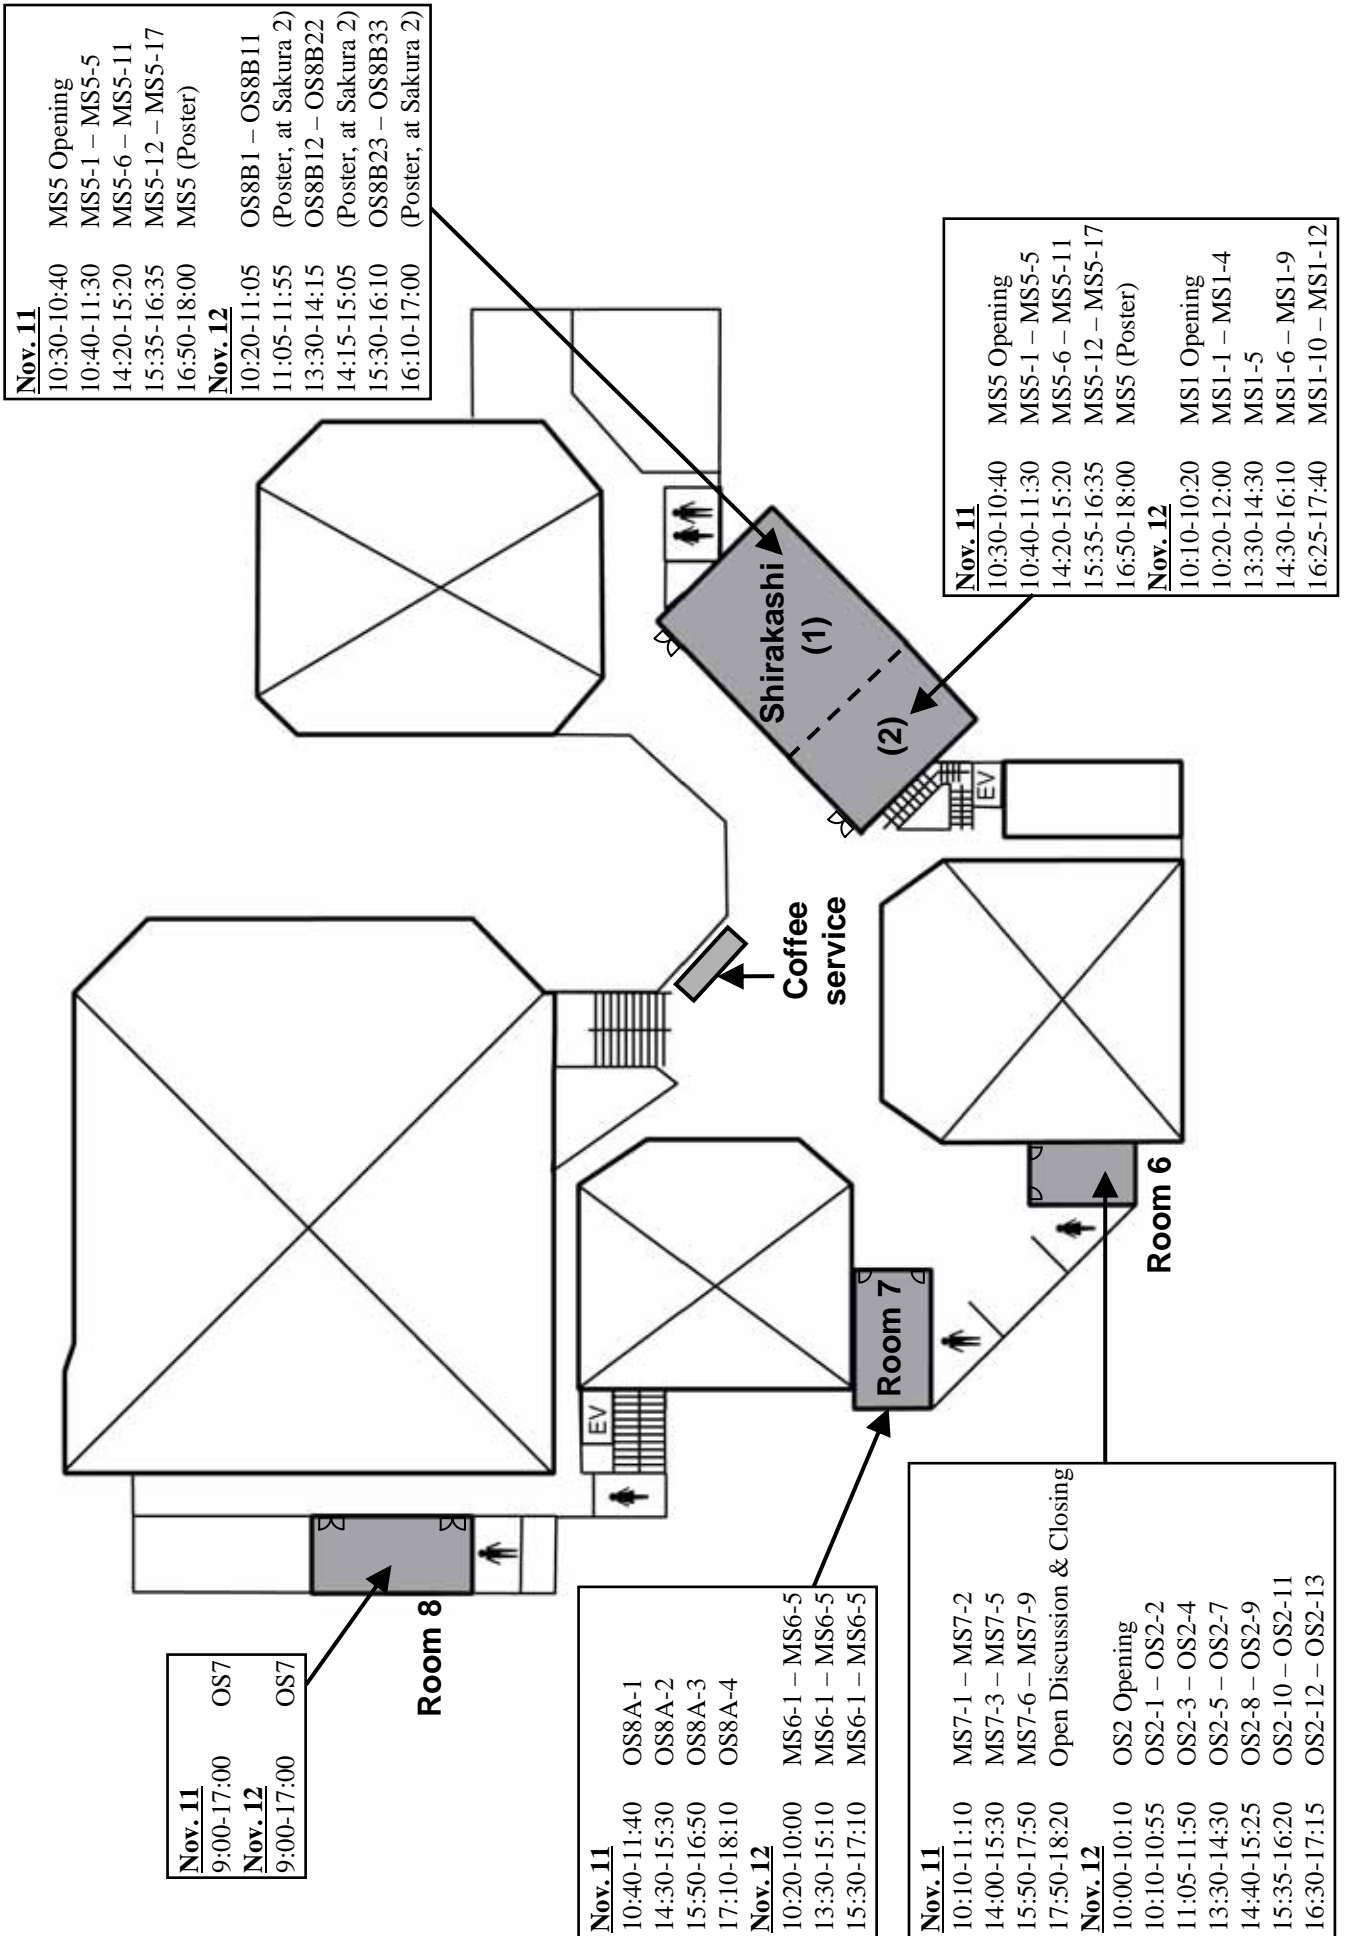 Nov. 11
9:00-17:00 OS7
Nov. 12
9:00-17:00 OS7
Room 8
Nov. 11
10:40-11:40 OS8A-1
14:30-15:30 OS8A-2
15:50-16:50 OS8A-3
17:10-18:10 OS8A-4
Nov. 12
10:20-10:00 MS6-1 – MS6-5
13:30-15:10 MS6-1 – MS6-5
15:30-17:10 MS6-1 – MS6-5
EV
Room 7
Nov. 11
10:10-11:10 MS7-1 – MS7-2
14:00-15:30 MS7-3 – MS7-5
15:50-17:50 MS7-6 – MS7-9
17:50-18:20 Open Discussion & Closing
Nov. 12
10:00-10:10 OS2 Opening
10:10-10:55 OS2-1 – OS2-2
11:05-11:50 OS2-3 – OS2-4
13:30-14:30 OS2-5 – OS2-7
14:40-15:25 OS2-8 – OS2-9
15:35-16:20 OS2-10 – OS2-11
16:30-17:15 OS2-12 – OS2-13
Room 6
Coffee
service
EV
Shirakashi
(1)
(2)
Nov. 11
10:30-10:40 MS5 Opening
10:40-11:30 MS5-1 – MS5-5
14:20-15:20 MS5-6 – MS5-11
15:35-16:35 MS5-12 – MS5-17
16:50-18:00 MS5 (Poster)
Nov. 12
10:20-11:05 OS8B1 – OS8B11
11:05-11:55 (Poster, at Sakura 2)
13:30-14:15 OS8B12 – OS8B22
14:15-15:05 (Poster, at Sakura 2)
15:30-16:10 OS8B23 – OS8B33
16:10-17:00 (Poster, at Sakura 2)
Nov. 11
10:30-10:40 MS5 Opening
10:40-11:30 MS5-1 – MS5-5
14:20-15:20 MS5-6 – MS5-11
15:35-16:35 MS5-12 – MS5-17
16:50-18:00 MS5 (Poster)
Nov. 12
10:10-10:20 MS1 Opening
10:20-12:00 MS1-1 – MS1-4
13:30-14:30 MS1-5
14:30-16:10 MS1-6 – MS1-9
16:25-17:40 MS1-10 – MS1-12